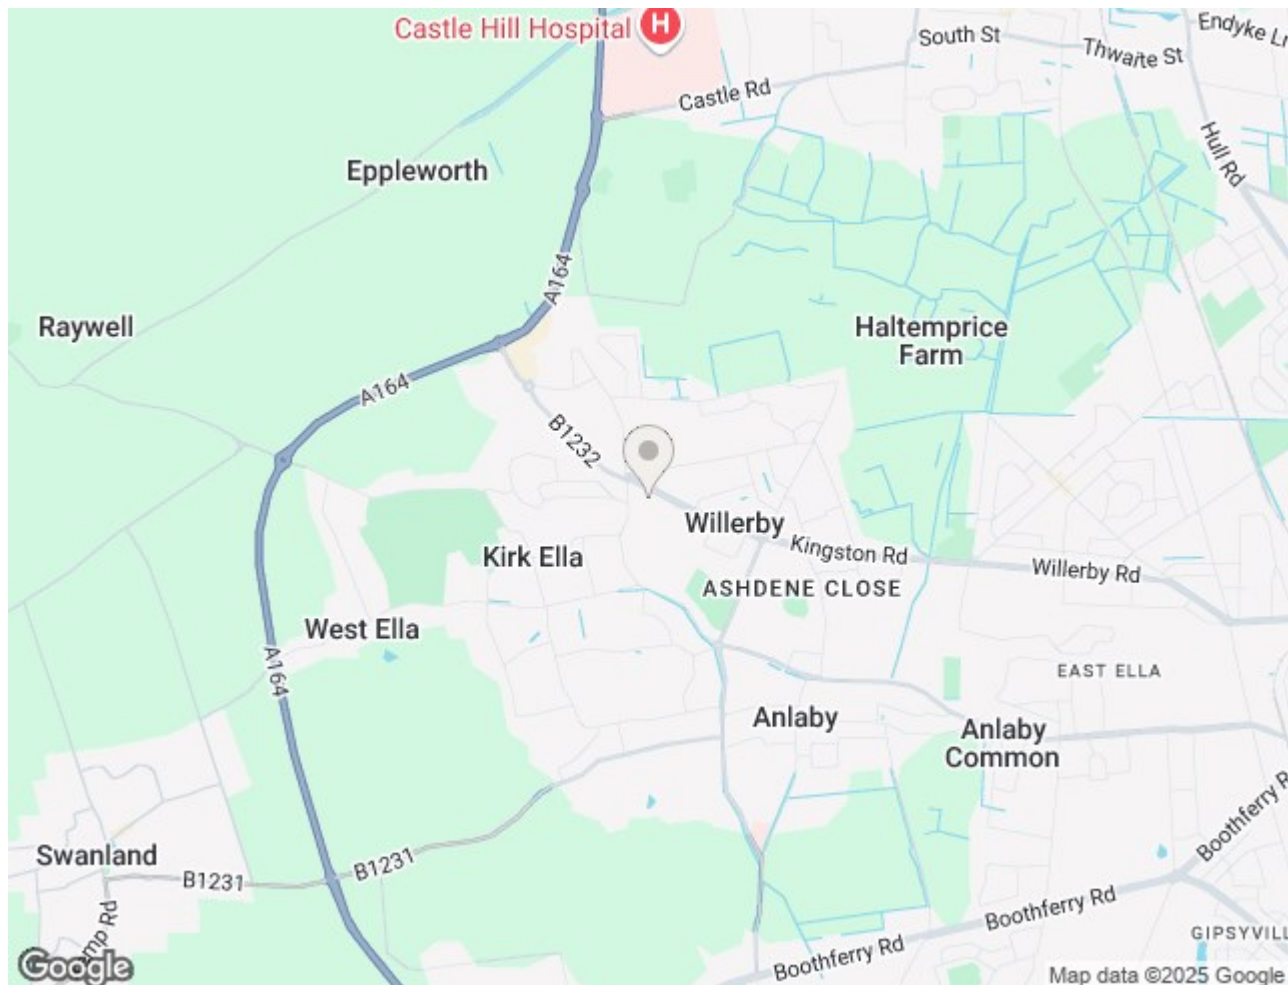 Castle Hill Hospital
H
South St
Endyke Ln
Thwaite St
Castle Rd
Hull Rd
Eppleworth
A164
Raywell
Haltemprice
Farm
A164
B1232
Willerby
Kingston Rd
Willerby Rd
Kirk Ella
ASHDENE CLOSE
West Ella
A164
EAST ELLA
Anlaby
Anlaby
Common
Swanland
B1231
B1231
Boothferry R
Boothferry Rd
Boothferry Rd
GIPSYVILL
emp Rd
Google
Map data ©2025 Google